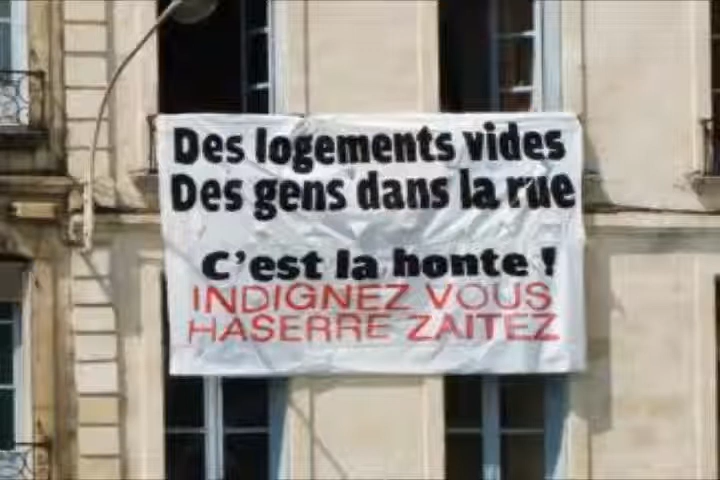 Des logements vides
Des gens dans la rue
C'est la honte !
INDIGNEZ VOUS
HASERRE ZAITEZ